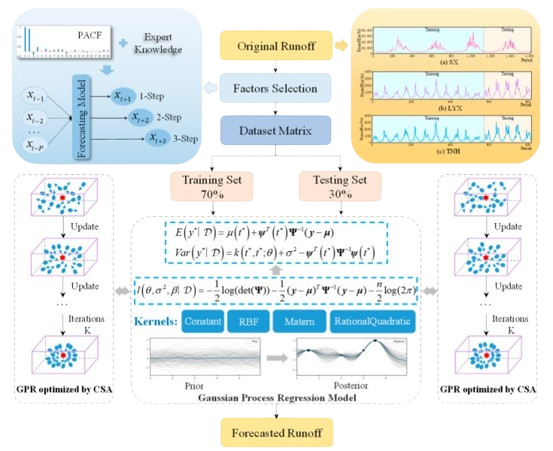 PACF
Expert
Knowledge
Forecasting Model
x_{t-1}
x_{t-2}
...
x_{t-P}
x_{t+1}
1-Step
x_{t+2}
2-Step
x_{t+3}
3-Step
Original Runoff
Factors Selection
Dataset Matrix
Training
Testing
(a) SX
Period
Training
Testing
(b) LYX
Period
Training
Testing
(c) TNH
Period
Training Set
70%
Testing Set
30%
Update
Update
Iterations
K
GPR optimized by CSA
E(y*| D) = μ(t*) + ψ^T(t*)Ψ^{-1}(y-μ)
Var(y*| D) = k(t*,t*;θ) + σ² - ψ^T(t*)Ψ^{-1}ψ(t*)
l(θ,σ²,β| D) = -1/2 log(det(Ψ)) - 1/2 (y-μ)^T Ψ^{-1}(y-μ) - n/2 log(2π)
Kernels:
Constant
RBF
Matern
RationalQuadratic
Prior
Posterior
Gaussian Process Regression Model
Update
Update
Iterations
K
GPR optimized by CSA
Forecasted Runoff